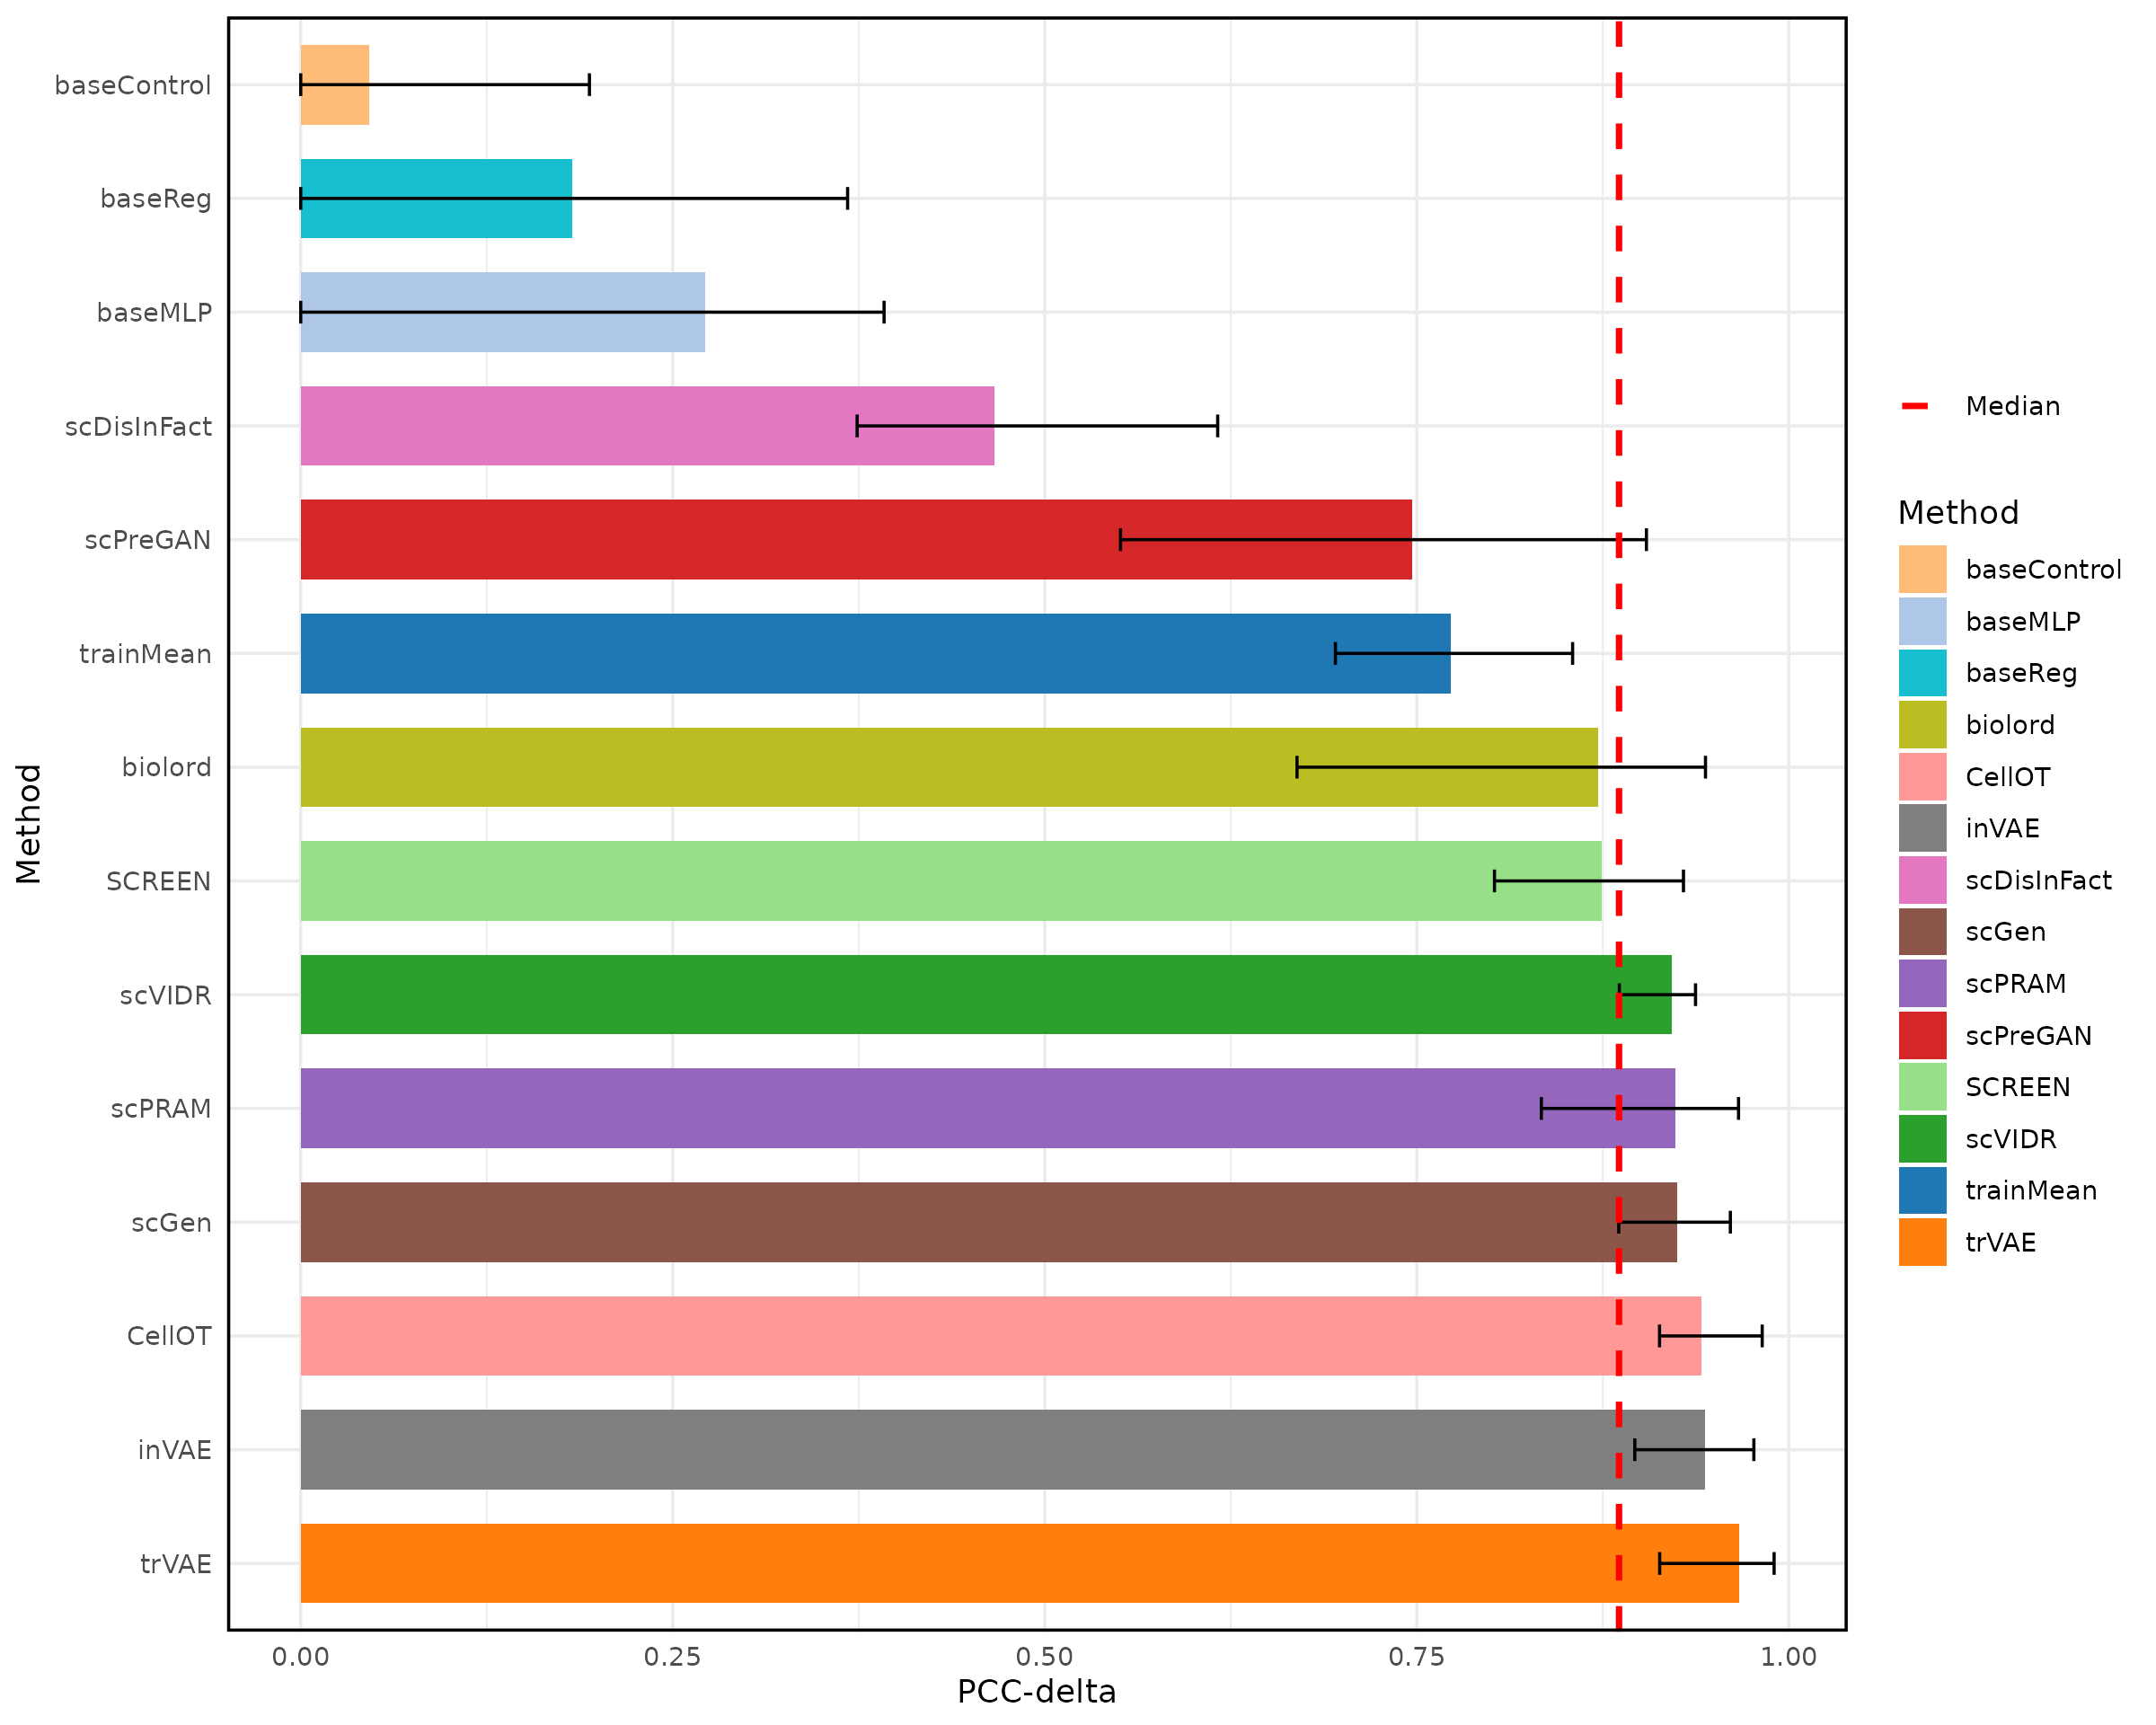 Method
baseControl
baseReg
baseMLP
scDisInFact
scPreGAN
trainMean
biolord
SCREEN
scVIDR
scPRAM
scGen
CellOT
inVAE
trVAE
0.00 0.25 0.50 0.75 1.00
PCC-delta
Median
Method
baseControl
baseMLP
baseReg
biolord
CellOT
inVAE
scDisInFact
scGen
scPRAM
scPreGAN
SCREEN
scVIDR
trainMean
trVAE